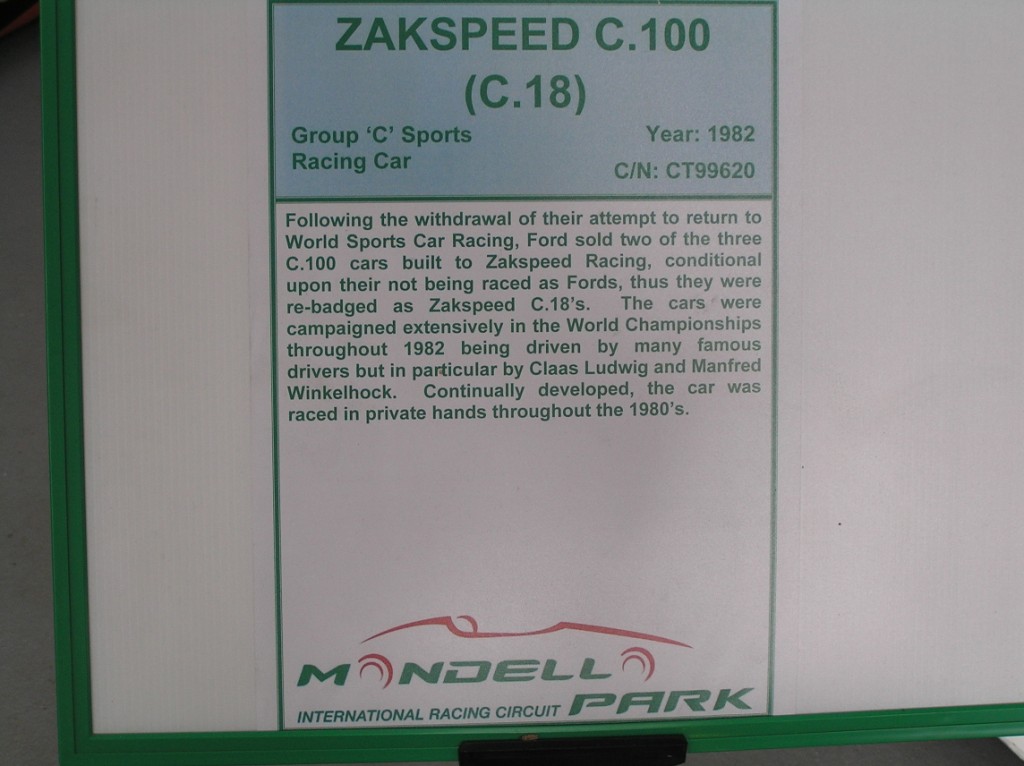 ZAKSPEED C.100
(C.18)
Group ‘C’ Sports
Racing Car
Year: 1982
C/N: CT99620
Following the withdrawal of their attempt to return to
World Sports Car Racing, Ford sold two of the three
C.100 cars built to Zakspeed Racing, conditional
upon their not being raced as Fords, thus they were
re-badged as Zakspeed C.18's. The cars were
campaigned extensively in the World Championships
throughout 1982 being driven by many famous
drivers but in particular by Claas Ludwig and Manfred
Winkelhock. Continually developed, the car was
raced in private hands throughout the 1980's.
MONDELLO
INTERNATIONAL RACING CIRCUIT PARK